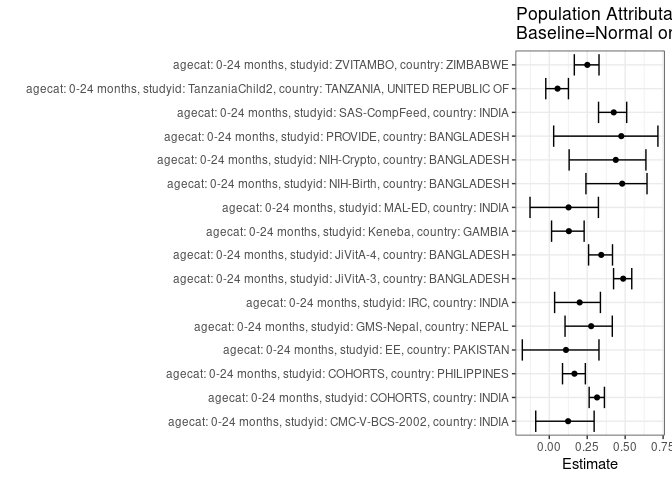 Population Attributa
Baseline=Normal or
agecat: 0-24 months, studyid: ZVITAMBO, country: ZIMBABWE
agecat: 0-24 months, studyid: TanzaniaChild2, country: TANZANIA, UNITED REPUBLIC OF
agecat: 0-24 months, studyid: SAS-CompFeed, country: INDIA
agecat: 0-24 months, studyid: PROVIDE, country: BANGLADESH
agecat: 0-24 months, studyid: NIH-Crypto, country: BANGLADESH
agecat: 0-24 months, studyid: NIH-Birth, country: BANGLADESH
agecat: 0-24 months, studyid: MAL-ED, country: INDIA
agecat: 0-24 months, studyid: Keneba, country: GAMBIA
agecat: 0-24 months, studyid: JiVitA-4, country: BANGLADESH
agecat: 0-24 months, studyid: JiVitA-3, country: BANGLADESH
agecat: 0-24 months, studyid: IRC, country: INDIA
agecat: 0-24 months, studyid: GMS-Nepal, country: NEPAL
agecat: 0-24 months, studyid: EE, country: PAKISTAN
agecat: 0-24 months, studyid: COHORTS, country: PHILIPPINES
agecat: 0-24 months, studyid: COHORTS, country: INDIA
agecat: 0-24 months, studyid: CMC-V-BCS-2002, country: INDIA
0.00 0.25 0.50 0.75
Estimate